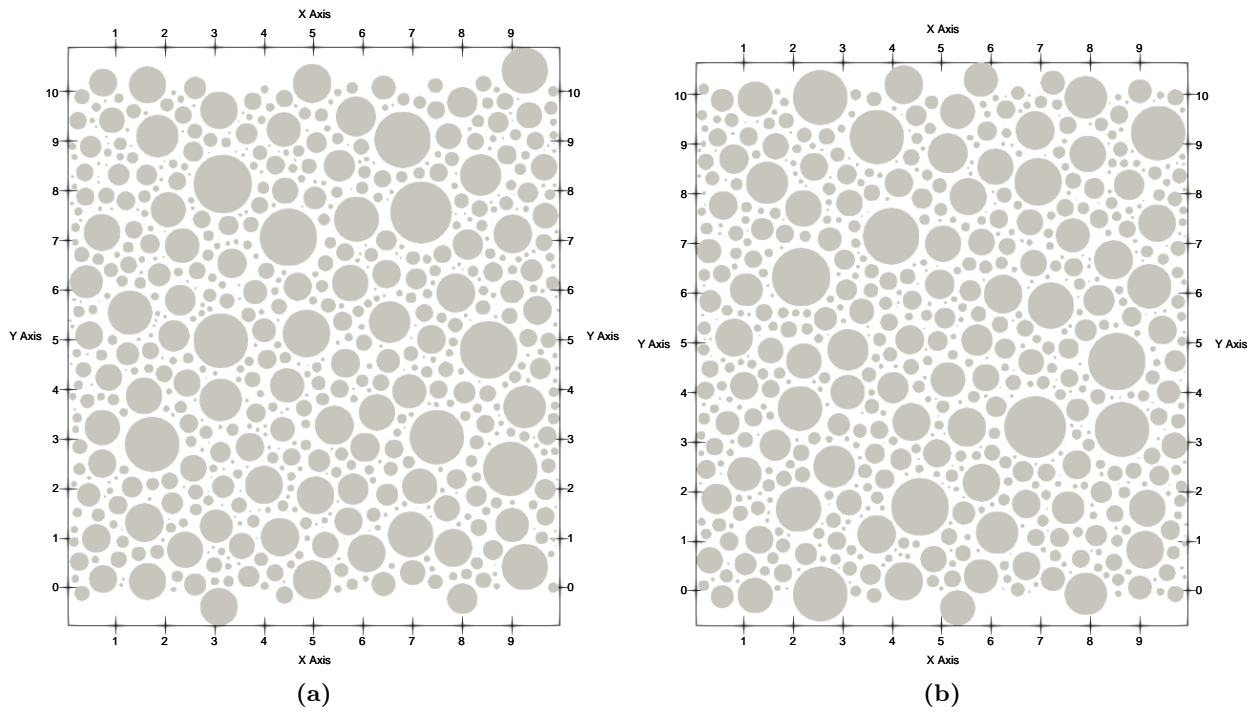 X Axis X Axis
1 2 3 4 5 6 7 8 9 1 2 3 4 5 6 7 8 9
10 10 10 10
9 9 9 9
8 8 8 8
7 7 7 7
6 6 6 6
Y Axis 5 5 Y Axis Y Axis 5 5 Y Axis
4 4 4 4
3 3 3 3
2 2 2 2
1 1 1 1
0 0 0 0
1 2 3 4 5 6 7 8 9 1 2 3 4 5 6 7 8 9
X Axis X Axis
(a) (b)